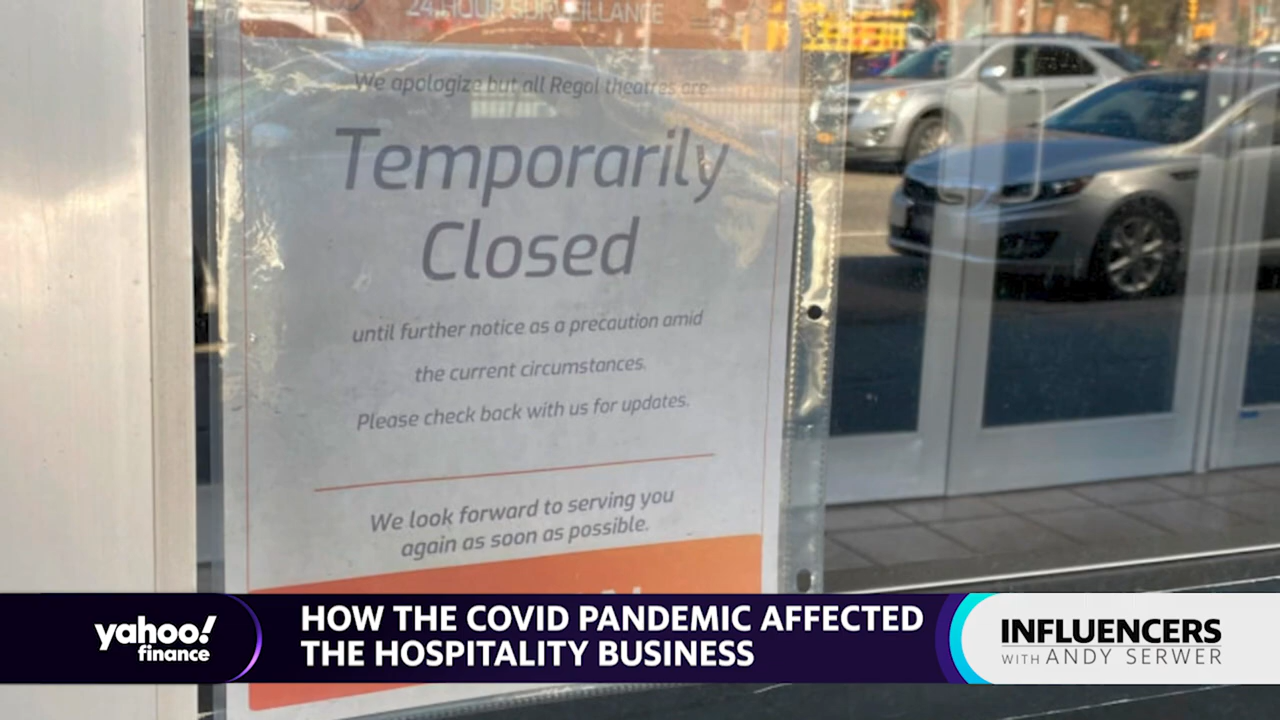 24-HOUR SURVEILLANCE
We apologize but all Regal theatres are
Temporarily
Closed
until further notice as a precaution amid
the current circumstances.
Please check back with us for updates.
We look forward to serving you
again as soon as possible.
yahoo!
finance
HOW THE COVID PANDEMIC AFFECTED
THE HOSPITALITY BUSINESS
INFLUENCERS
WITH ANDY SERWER